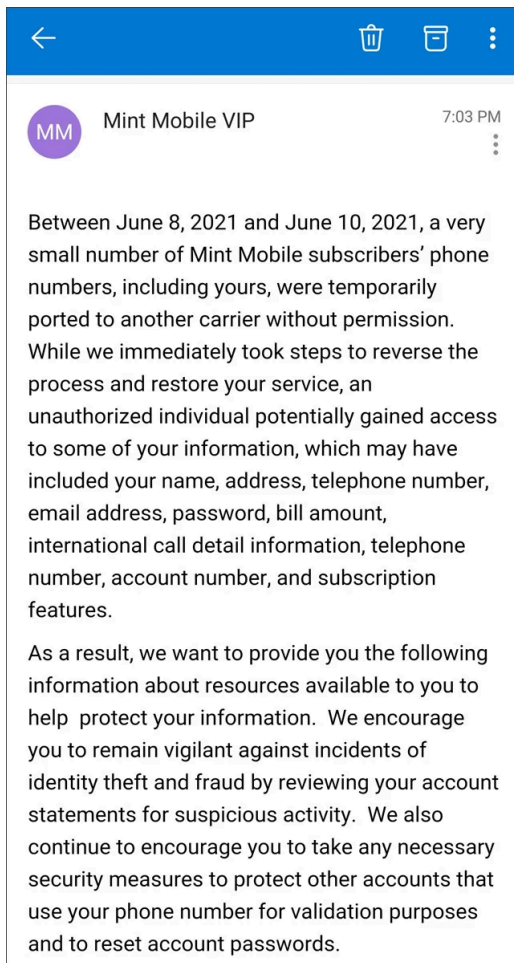 Mint Mobile VIP
7:03 PM
MM
Between June 8, 2021 and June 10, 2021, a very
small number of Mint Mobile subscribers’ phone
numbers, including yours, were temporarily
ported to another carrier without permission.
While we immediately took steps to reverse the
process and restore your service, an
unauthorized individual potentially gained access
to some of your information, which may have
included your name, address, telephone number,
email address, password, bill amount,
international call detail information, telephone
number, account number, and subscription
features.
As a result, we want to provide you the following
information about resources available to you to
help  protect your information.  We encourage
you to remain vigilant against incidents of
identity theft and fraud by reviewing your account
statements for suspicious activity.  We also
continue to encourage you to take any necessary
security measures to protect other accounts that
use your phone number for validation purposes
and to reset account passwords.